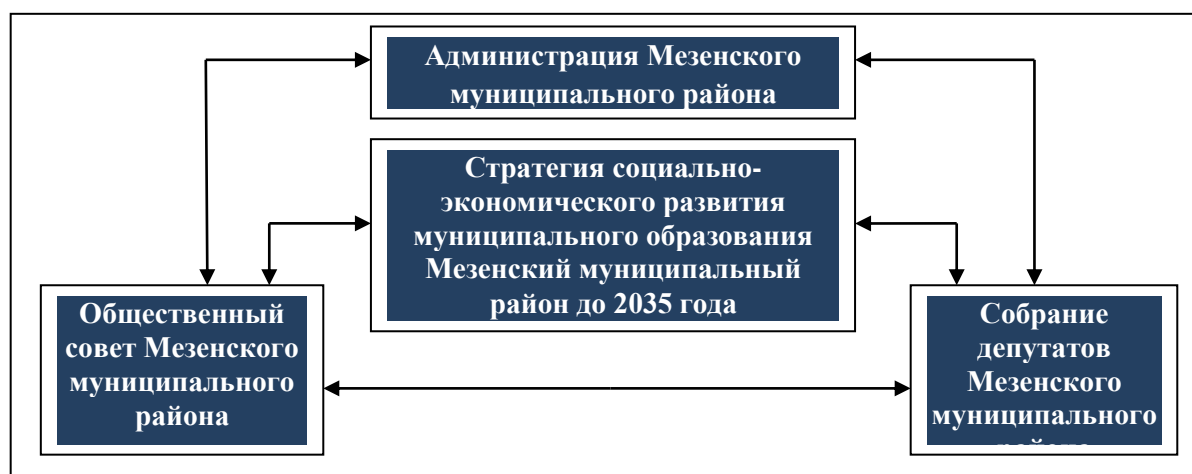 Администрация Мезенского
муниципального района
Стратегия социально-
экономического развития
муниципального образования
Мезенский муниципальный
район до 2035 года
Общественный
совет Мезенского
муниципального
района
Собрание
депутатов
Мезенского
муниципального